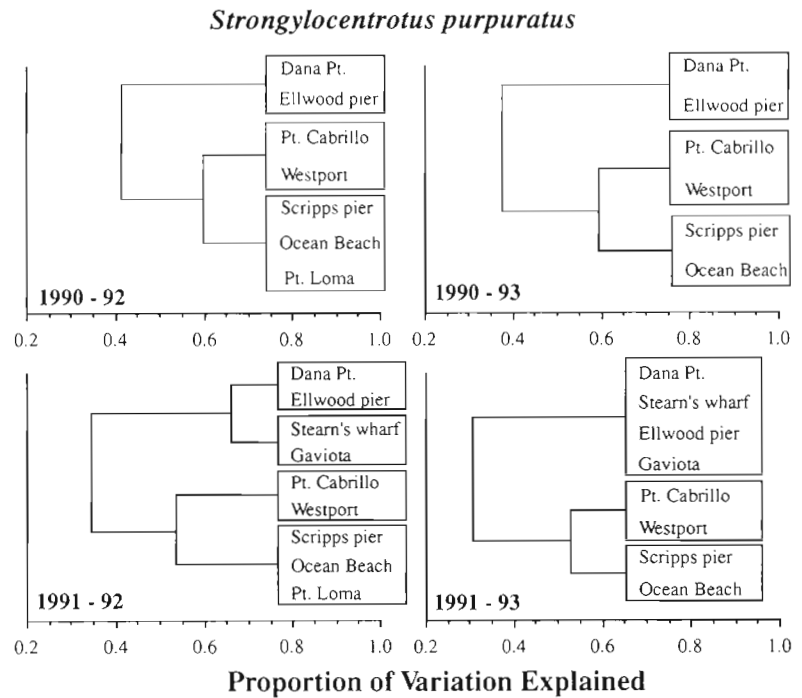 Strongylocentrotus purpuratus
Dana Pt.
Ellwood pier
Pt. Cabrillo
Westport
Scripps pier
Ocean Beach
Pt. Loma
1990 - 92
0.2 0.4 0.6 0.8 1.0
Dana Pt.
Ellwood pier
Pt. Cabrillo
Westport
Scripps pier
Ocean Beach
1990 - 93
0.2 0.4 0.6 0.8 1.0
Dana Pt.
Ellwood pier
Stearn's wharf
Gaviota
Pt. Cabrillo
Westport
Scripps pier
Ocean Beach
Pt. Loma
1991 - 92
0.2 0.4 0.6 0.8 1.0
Dana Pt.
Stearn's wharf
Ellwood pier
Gaviota
Pt. Cabrillo
Westport
Scripps pier
Ocean Beach
1991 - 93
0.2 0.4 0.6 0.8 1.0
Proportion of Variation Explained